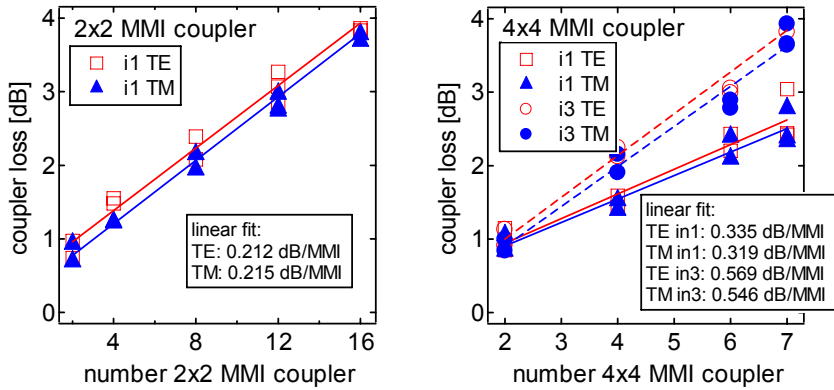 2x2 MMI coupler
i1 TE
i1 TM
coupler loss [dB]
4
3
2
1
0
linear fit:
TE: 0.212 dB/MMI
TM: 0.215 dB/MMI
4
8
12
16
number 2x2 MMI coupler
4x4 MMI coupler
i1 TE
i1 TM
i3 TE
i3 TM
coupler loss [dB]
4
3
2
1
0
linear fit:
TE in1: 0.335 dB/MMI
TM in1: 0.319 dB/MMI
TE in3: 0.569 dB/MMI
TM in3: 0.546 dB/MMI
2
3
4
5
6
7
number 4x4 MMI coupler